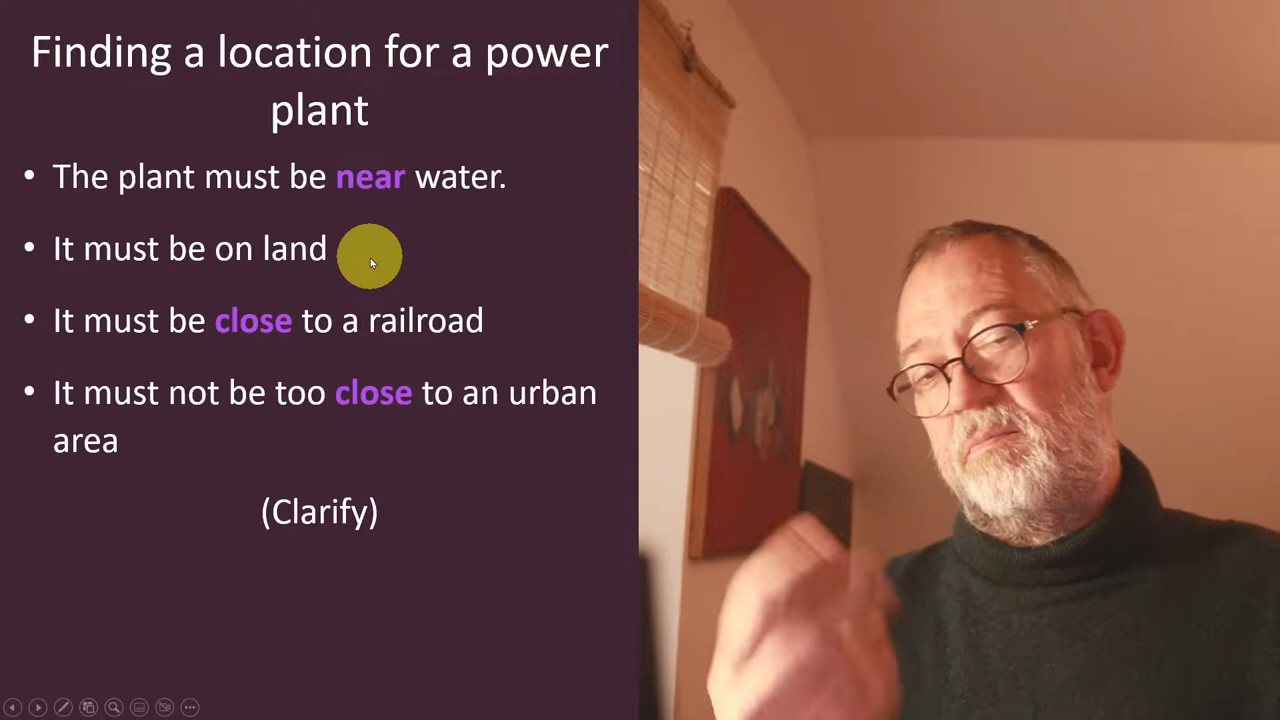 Finding a location for a power
plant
• The plant must be near water.
• It must be on land
• It must be close to a railroad
• It must not be too close to an urban
area
(Clarify)